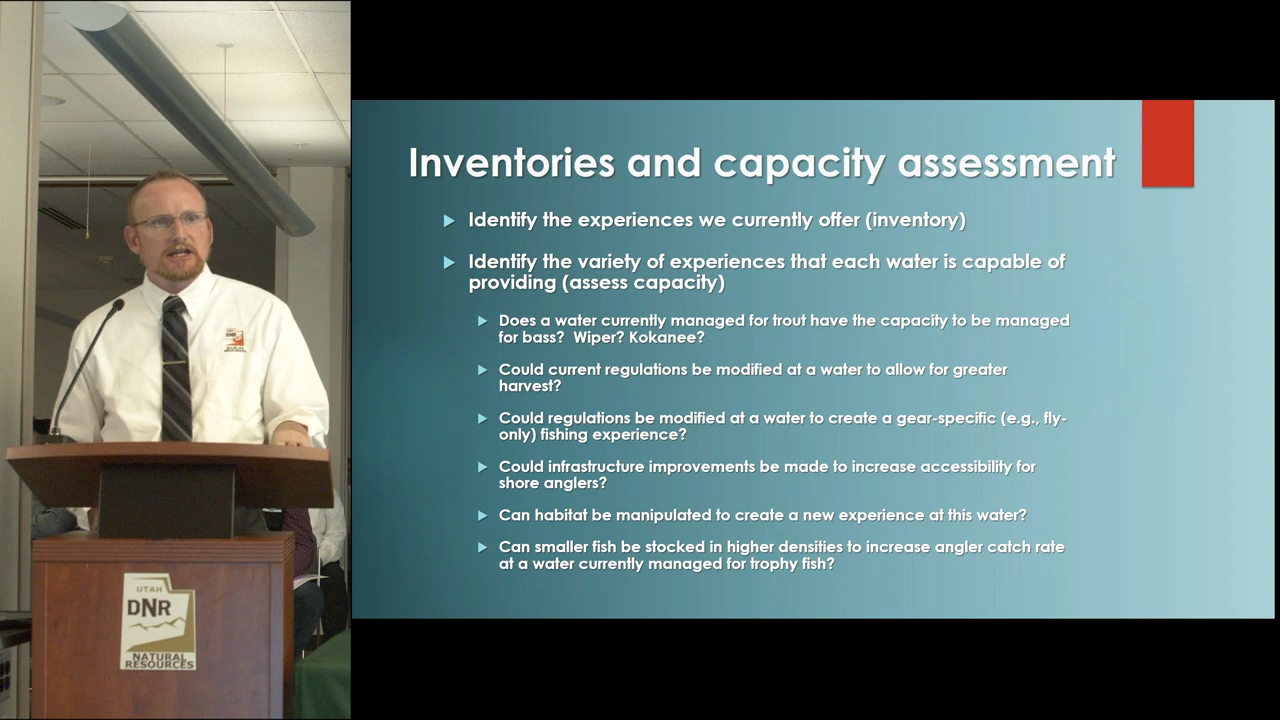 Inventories and capacity assessment
Identify the experiences we currently offer (inventory)
Identify the variety of experiences that each water is capable of
providing (assess capacity)
Does a water currently managed for trout have the capacity to be managed
for bass? Wiper? Kokanee?
Could current regulations be modified at a water to allow for greater
harvest?
Could regulations be modified at a water to create a gear-specific (e.g., fly-
only) fishing experience?
Could infrastructure improvements be made to increase accessibility for
shore anglers?
Can habitat be manipulated to create a new experience at this water?
Can smaller fish be stocked in higher densities to increase angler catch rate
at a water currently managed for trophy fish?
DNR
UTAH
DNR
NATURAL
RESOURCES